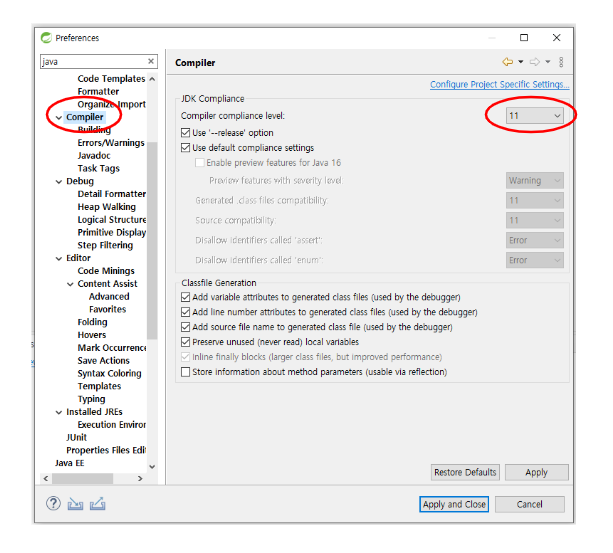 Preferences
java
Code Templates
Formatter
Organize Import
Compiler
Building
Errors/Warnings
Javadoc
Task Tags
Debug
Detail Formatter
Heap Walking
Logical Structure
Primitive Display
Step Filtering
Editor
Code Minings
Content Assist
Advanced
Favorites
Folding
Hovers
Mark Occurrence
Save Actions
Syntax Coloring
Templates
Typing
Installed JREs
Execution Environ
JUnit
Properties Files Edit
Java EE
Compiler
Configure Project Specific Settings...
JDK Compliance
Compiler compliance level: 11
Use '--release' option
Use default compliance settings
Enable preview features for Java 16
Preview features with severity level: Warning
Generated .class files compatibility: 11
Source compatibility: 11
Disallow identifiers called 'assert': Error
Disallow identifiers called 'enum': Error
Classfile Generation
Add variable attributes to generated class files (used by the debugger)
Add line number attributes to generated class files (used by the debugger)
Add source file name to generated class file (used by the debugger)
Preserve unused (never read) local variables
Inline finally blocks (larger class files, but improved performance)
Store information about method parameters (usable via reflection)
Restore Defaults Apply
? Apply and Close Cancel